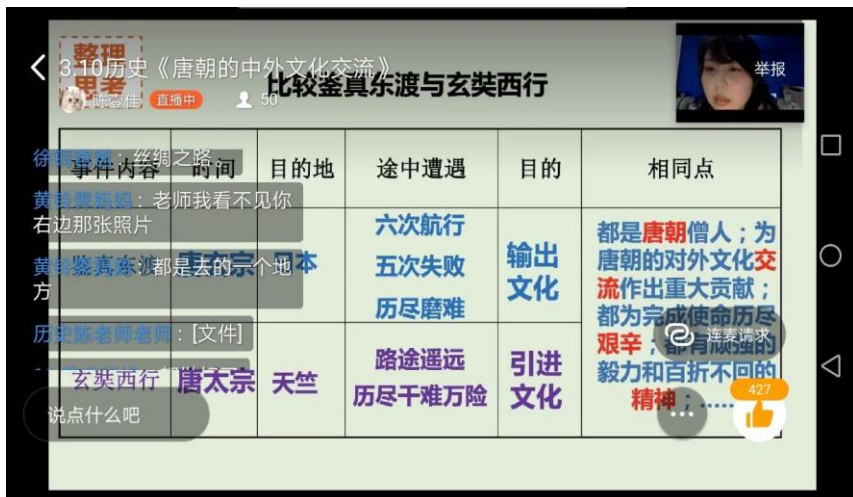 整理
思考
3.10历史《唐朝的中外文化交流》
比较鉴真东渡与玄奘西行
举报
直播中
50
事件内容
时间
目的地
途中遭遇
目的
相同点
丝绸之路。
：老师我看不见你
右边那张照片
：都是去的一个地
方
历史陈老师老师：[文件]
鉴真东渡
唐玄宗
日本
六次航行
五次失败
历尽磨难
输出
文化
玄奘西行
唐太宗
天竺
路途遥远
历尽千难万险
引进
文化
都是唐朝僧人；为
唐朝的对外文化交
流作出重大贡献；
都为完成使命历尽
艰辛；都有顽强的
毅力和百折不回的
精神；......
连麦请求
427
说点什么吧